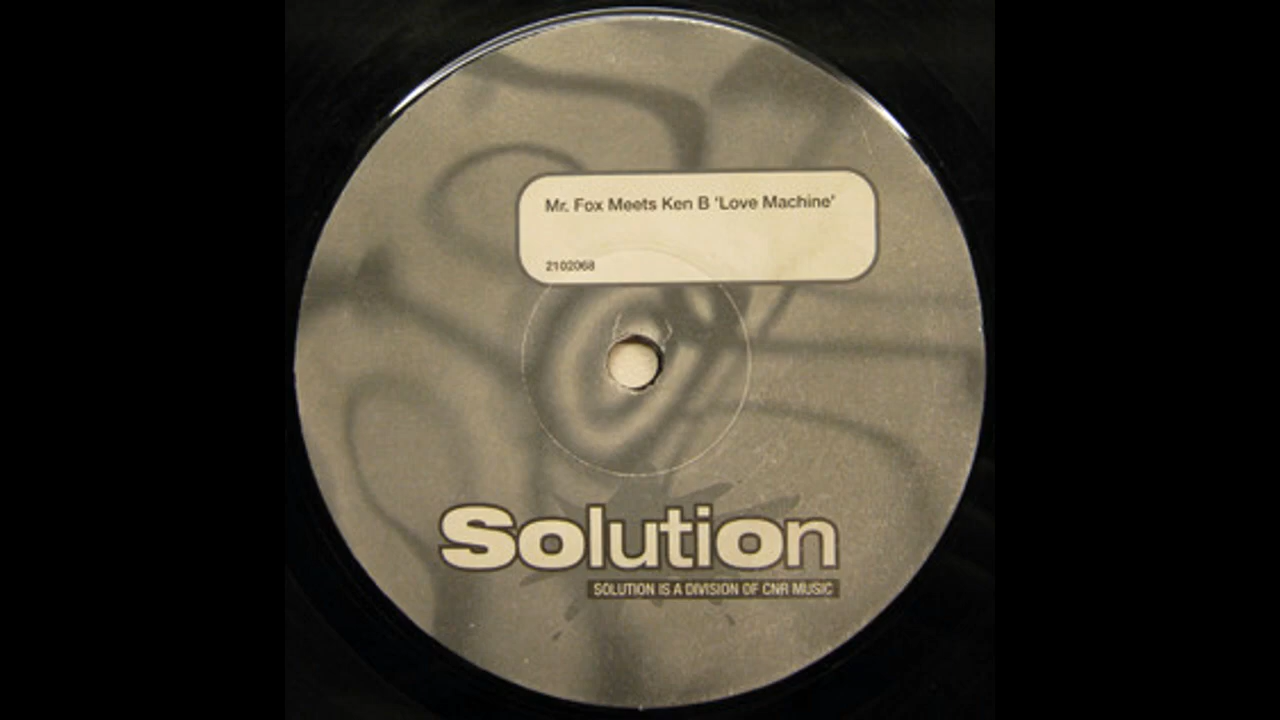 Mr. Fox Meets Ken B 'Love Machine'
2102068
Solution
SOLUTION IS A DIVISION OF CNR MUSIC